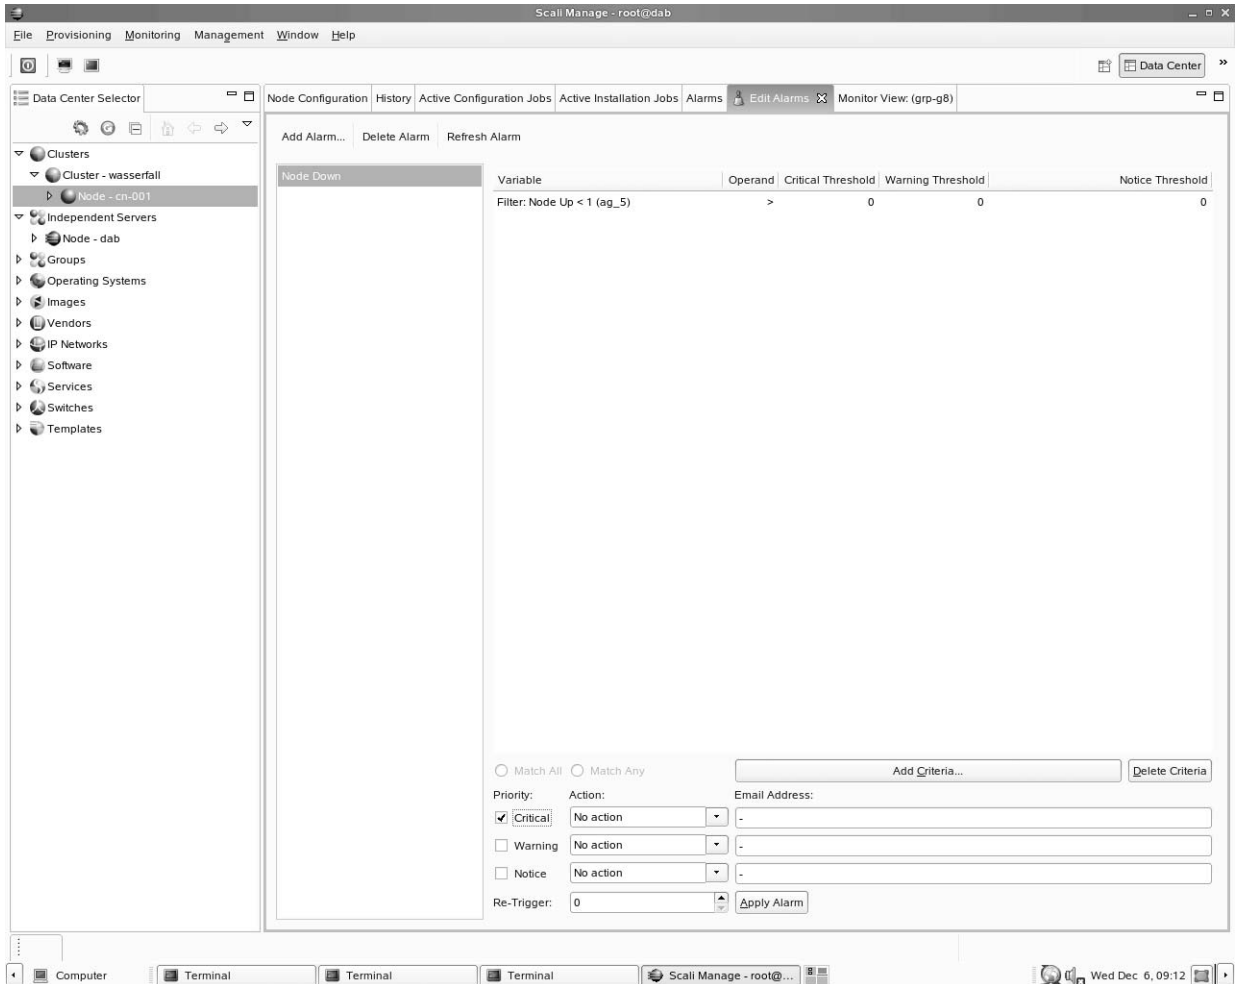 Scali Manage - root@dab
File Provisioning Monitoring Management Window Help
Data Center »
Data Center Selector
Node Configuration History Active Configuration Jobs Active Installation Jobs Alarms Edit Alarms Monitor View: (grp-g8)
Add Alarm... Delete Alarm Refresh Alarm
Clusters
Cluster - wasserfall
Node - cn-001
Independent Servers
Node - dab
Groups
Operating Systems
Images
Vendors
IP Networks
Software
Services
Switches
Templates
Node Down
Variable Operand Critical Threshold Warning Threshold Notice Threshold
Filter: Node Up < 1 (ag_5) > 0 0 0
Match All Match Any Add Criteria... Delete Criteria
Priority: Action: Email Address:
Critical No action -
Warning No action -
Notice No action -
Re-Trigger: 0 Apply Alarm
Computer Terminal Terminal Terminal Scali Manage - root@... Wed Dec 6, 09:12